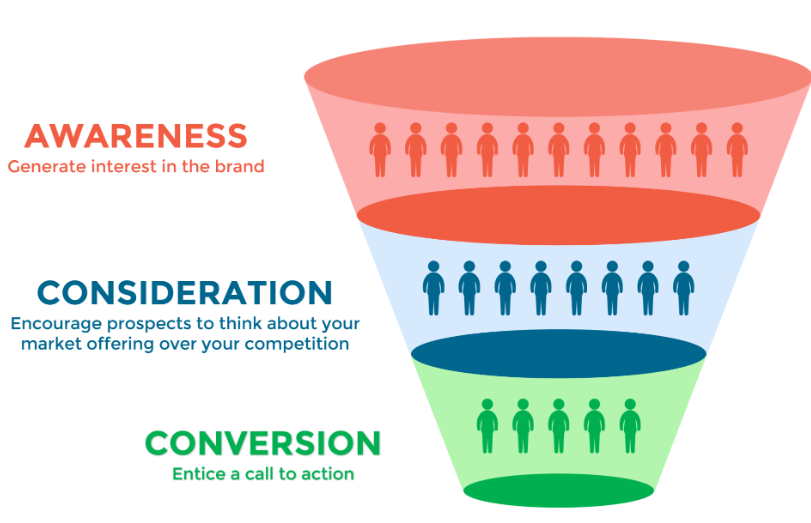 AWARENESS
Generate interest in the brand
CONSIDERATION
Encourage prospects to think about your
market offering over your competition
CONVERSION
Entice a call to action